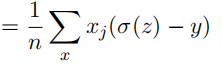 = \frac{1}{n} \sum_{x} x_j(\sigma(z) - y)